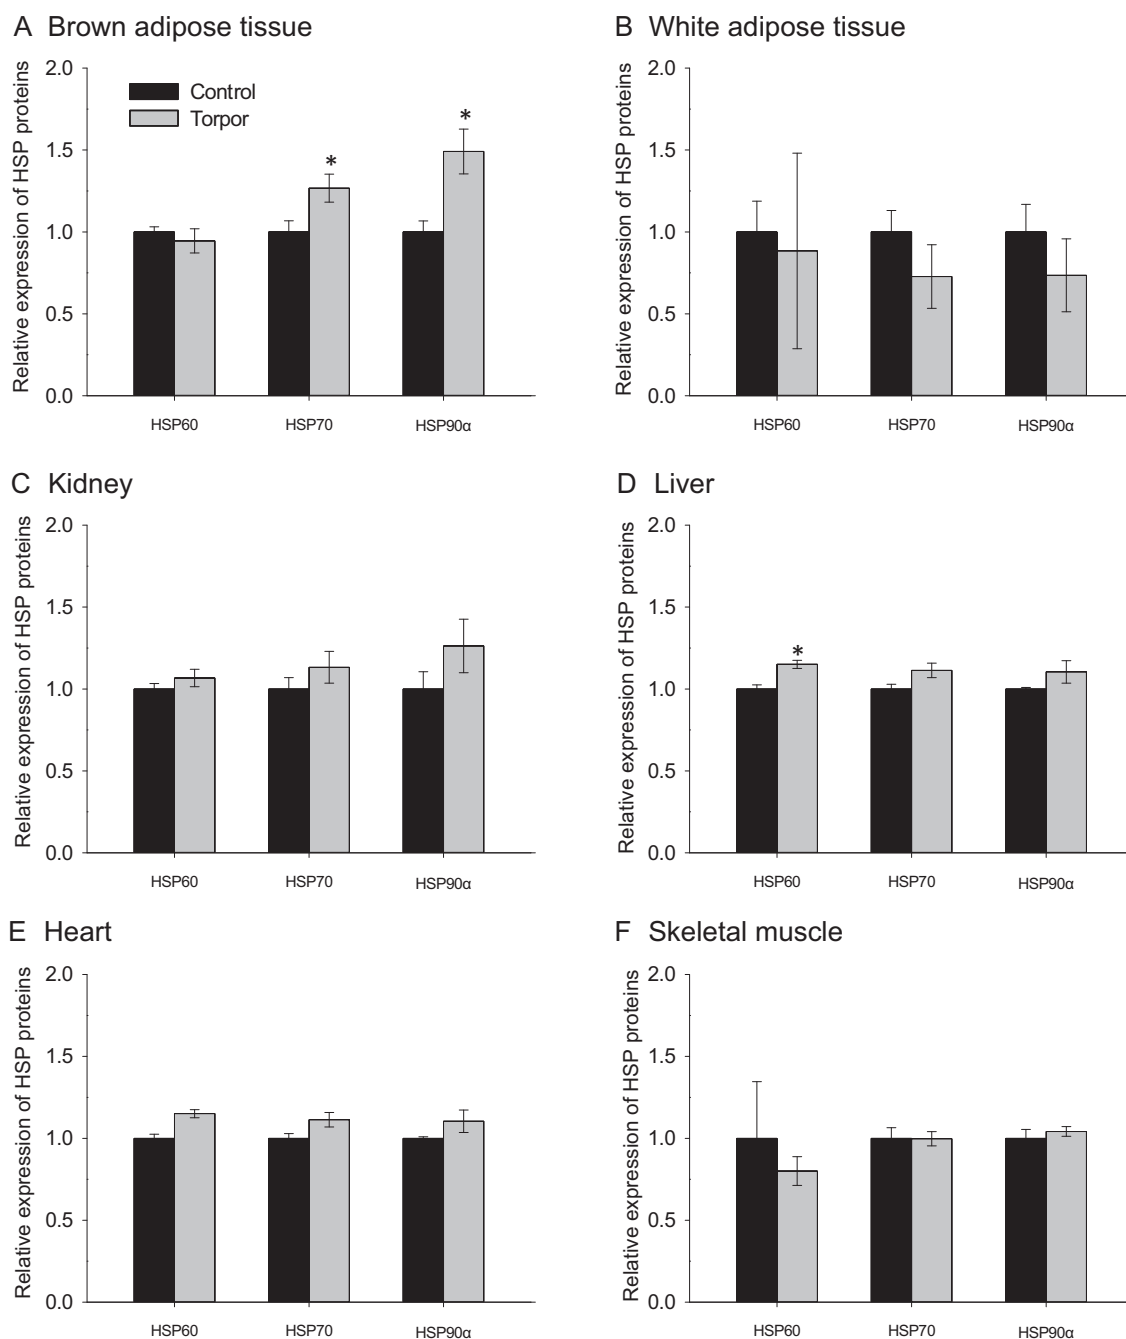 A Brown adipose tissue
Relative expression of HSP proteins
2.0
1.5
1.0
0.5
0.0
Control
Torpor
*
*
HSP60 HSP70 HSP90α
B White adipose tissue
Relative expression of HSP proteins
2.0
1.5
1.0
0.5
0.0
HSP60 HSP70 HSP90α
C Kidney
Relative expression of HSP proteins
2.0
1.5
1.0
0.5
0.0
HSP60 HSP70 HSP90α
D Liver
Relative expression of HSP proteins
2.0
1.5
1.0
0.5
0.0
*
HSP60 HSP70 HSP90α
E Heart
Relative expression of HSP proteins
2.0
1.5
1.0
0.5
0.0
HSP60 HSP70 HSP90α
F Skeletal muscle
Relative expression of HSP proteins
2.0
1.5
1.0
0.5
0.0
HSP60 HSP70 HSP90α